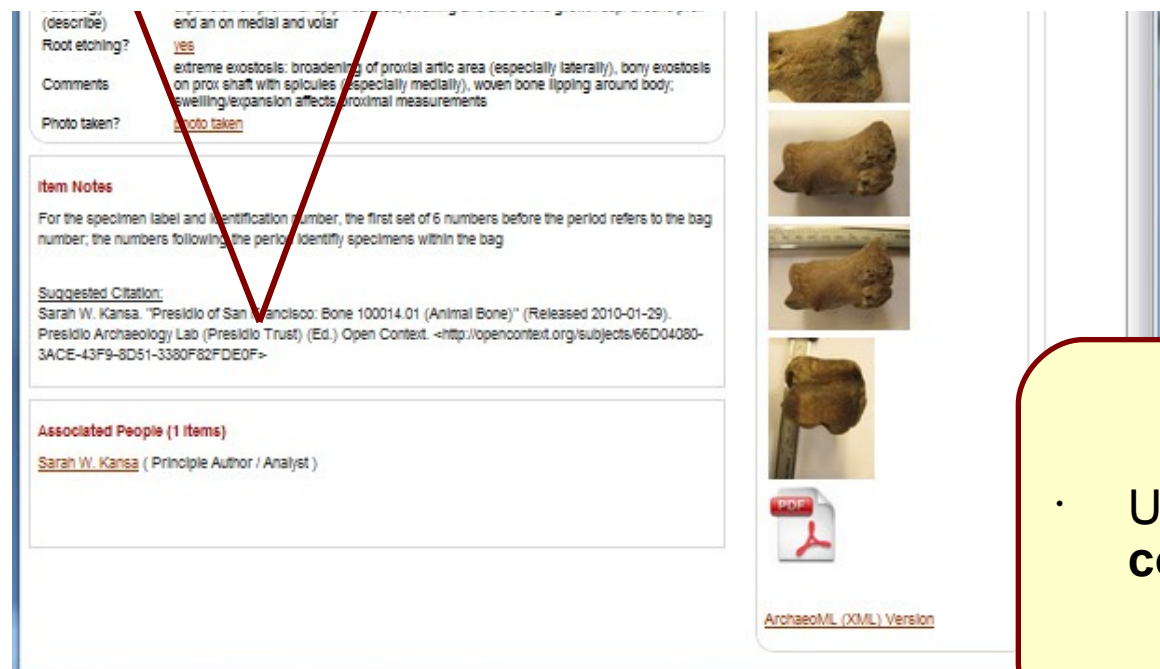 (describe)
end an on medial and volar
Root etching? yes
extreme exostosis: broadening of proxial artic area (especially laterally), bony exostosis
Comments on prox shaft with spicules (especially medially), woven bone lipping around body;
swelling/expansion affects proximal measurements
Photo taken? photo taken
Item Notes
For the specimen label and identification number, the first set of 6 numbers before the period refers to the bag
number; the numbers following the period identifiy specimens within the bag
Suggested Citation:
Sarah W. Kansa. "Presidio of San Francisco: Bone 100014.01 (Animal Bone)" (Released 2010-01-29).
Presidio Archaeology Lab (Presidio Trust) (Ed.) Open Context. <http://opencontext.org/subjects/66D04080-
3ACE-43F9-8D51-3380F82FDE0F>
Associated People (1 items)
Sarah W. Kansa ( Principle Author / Analyst )
PDF
ArchaeoML (XML) Version